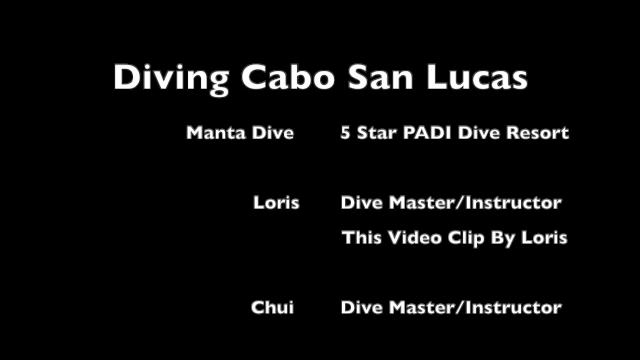 Diving Cabo San Lucas
Manta Dive 5 Star PADI Dive Resort
Loris Dive Master/Instructor
This Video Clip By Loris
Chui Dive Master/Instructor